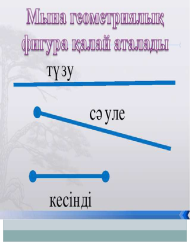 Мына геометриялық
фигура қалай аталады
түзу
сәуле
кесінді